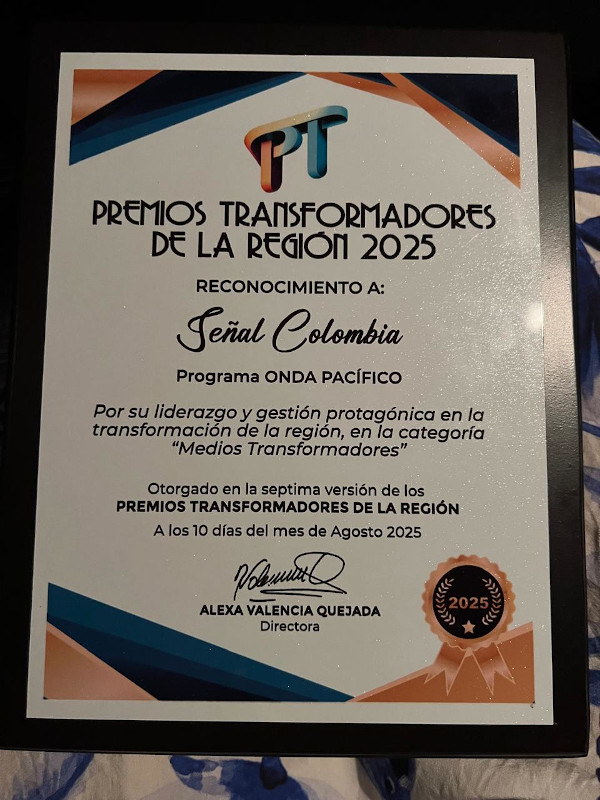 PT
PREMIOS TRANSFORMADORES
DE LA REGIÓN 2025
RECONOCIMIENTO A:
Señal Colombia
Programa ONDA PACÍFICO
Por su liderazgo y gestión protagónica en la
transformación de la región, en la categoría
“Medios Transformadores”
Otorgado en la septima versión de los
PREMIOS TRANSFORMADORES DE LA REGIÓN
A los 10 días del mes de Agosto 2025
ALEXA VALENCIA QUEJADA
Directora
2025